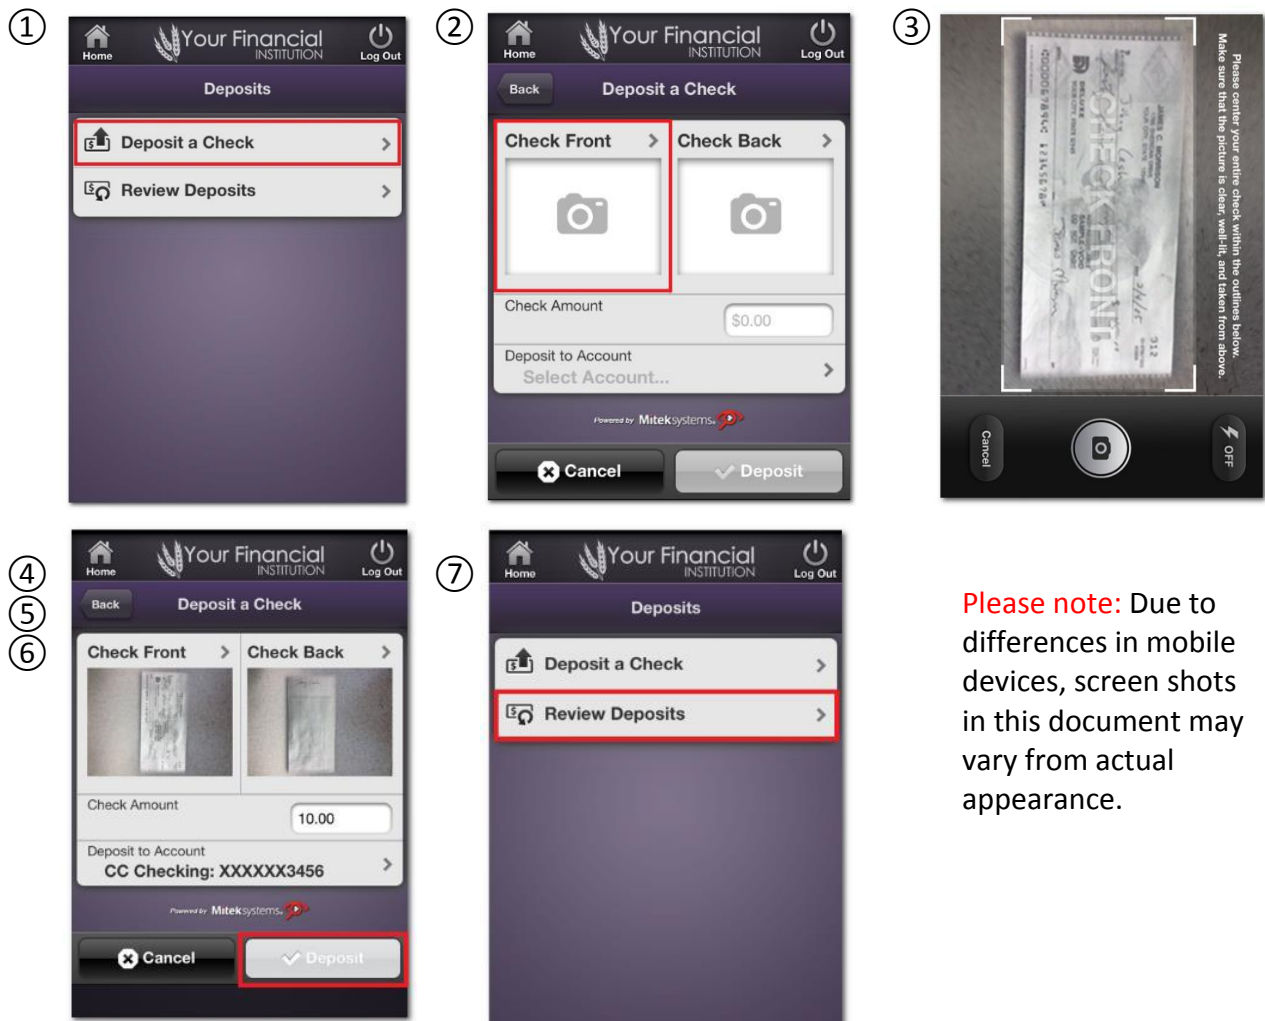 ①
Home
Your Financial
INSTITUTION
Log Out
Deposits
Deposit a Check
Review Deposits
②
Home
Your Financial
INSTITUTION
Log Out
Back
Deposit a Check
Check Front
Check Back
Check Amount
$0.00
Deposit to Account
Select Account...
Powered by Miteksystems.
Cancel
Deposit
③
Please center your entire check within the outlines below.
Make sure that the picture is clear, well-lit, and taken from above.
CHECK FRONT
JAMES C. MORRISON
DELUXE
912
OFF
Cancel
④
⑤
⑥
Home
Your Financial
INSTITUTION
Log Out
Back
Deposit a Check
Check Front
Check Back
Check Amount
10.00
Deposit to Account
CC Checking: XXXXXX3456
Powered by Miteksystems.
Cancel
Deposit
⑦
Home
Your Financial
INSTITUTION
Log Out
Deposits
Deposit a Check
Review Deposits
Please note: Due to
differences in mobile
devices, screen shots
in this document may
vary from actual
appearance.